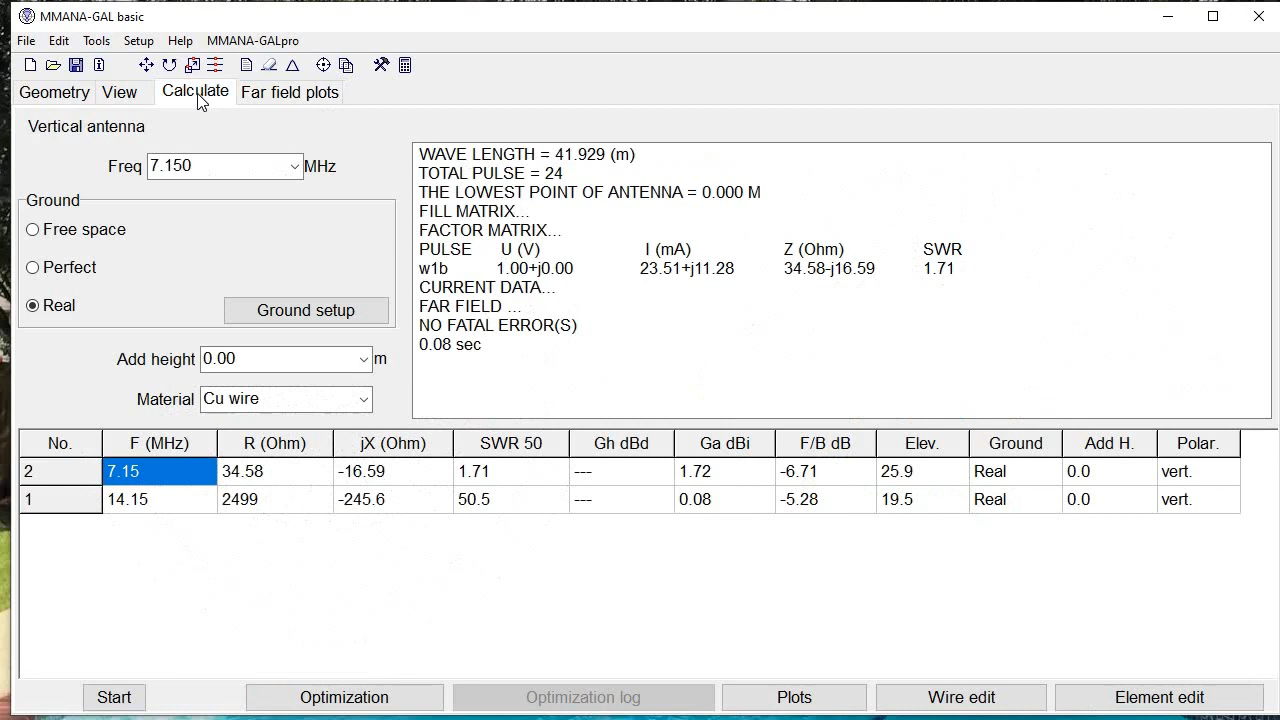 MMANA-GAL basic
File Edit Tools Setup Help MMANA-GALpro
Geometry View Calculate Far field plots
Vertical antenna
Freq 7.150 MHz
Ground
Free space
Perfect
Real Ground setup
Add height 0.00 m
Material Cu wire
WAVE LENGTH = 41.929 (m)
TOTAL PULSE = 24
THE LOWEST POINT OF ANTENNA = 0.000 M
FILL MATRIX...
FACTOR MATRIX...
PULSE U (V) I (mA) Z (Ohm) SWR
w1b 1.00+j0.00 23.51+j11.28 34.58-j16.59 1.71
CURRENT DATA...
FAR FIELD ...
NO FATAL ERROR(S)
0.08 sec
No. F (MHz) R (Ohm) jX (Ohm) SWR 50 Gh dBd Ga dBi F/B dB Elev. Ground Add H. Polar.
2 7.15 34.58 -16.59 1.71 --- 1.72 -6.71 25.9 Real 0.0 vert.
1 14.15 2499 -245.6 50.5 --- 0.08 -5.28 19.5 Real 0.0 vert.
Start Optimization Optimization log Plots Wire edit Element edit